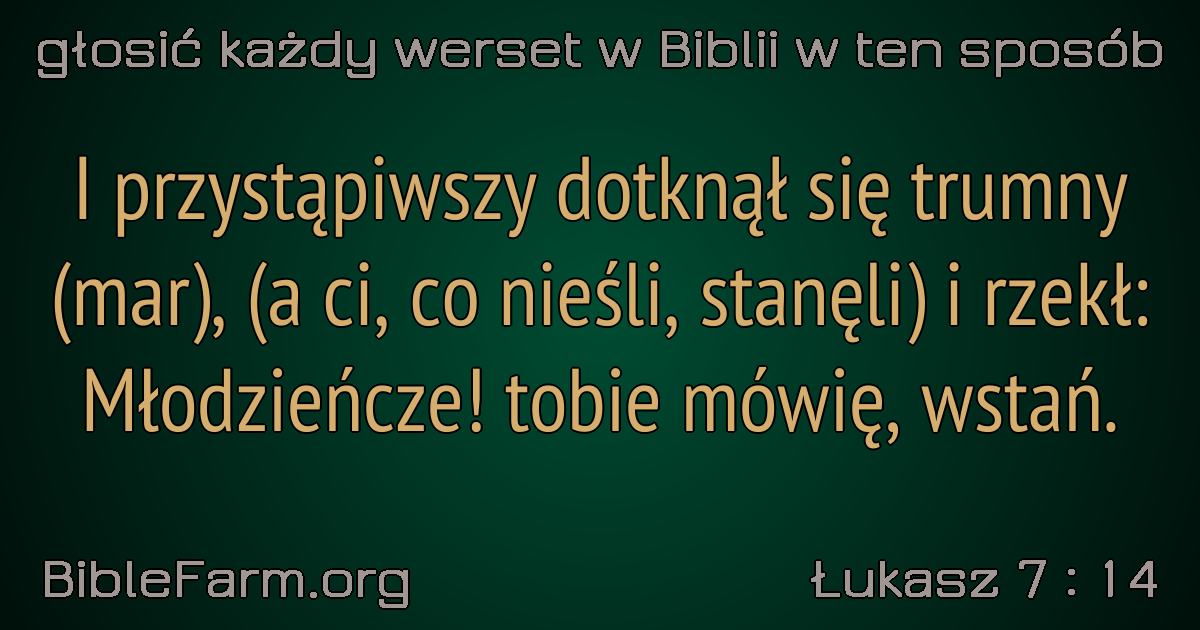 głosić każdy werset w Biblii w ten sposób
I przystąpiwszy dotknął się trumny
(mar), (a ci, co nieśli, stanęli) i rzekł:
Młodzieńcze! tobie mówię, wstań.
BibleFarm.org
Łukasz 7 : 14